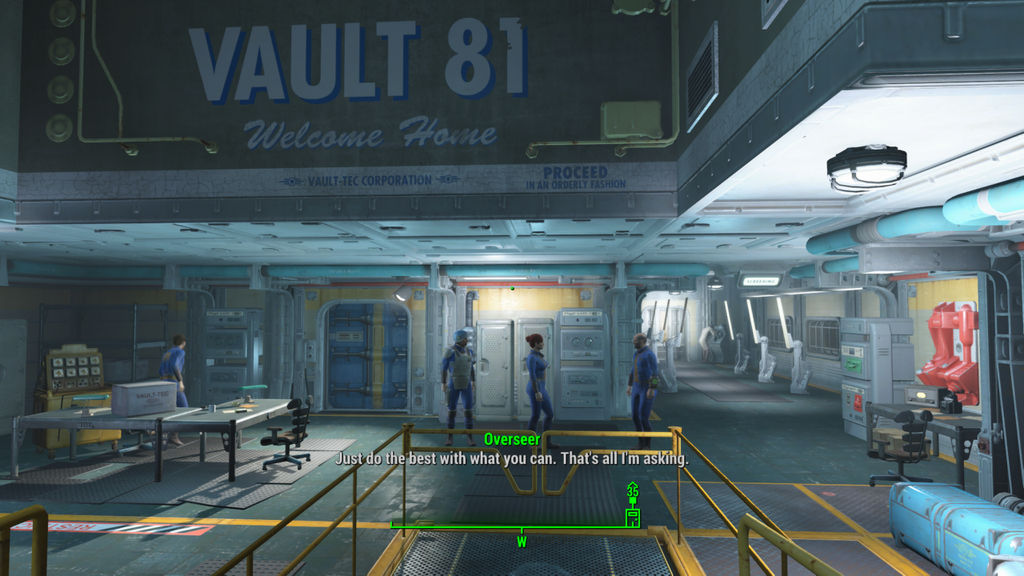 VAULT 81
Welcome Home
VAULT-TEC CORPORATION
PROCEED
IN AN ORDERLY FASHION
SCREENING
VAULT-TEC
Overseer
Just do the best with what you can. That's all I'm asking.
35
W